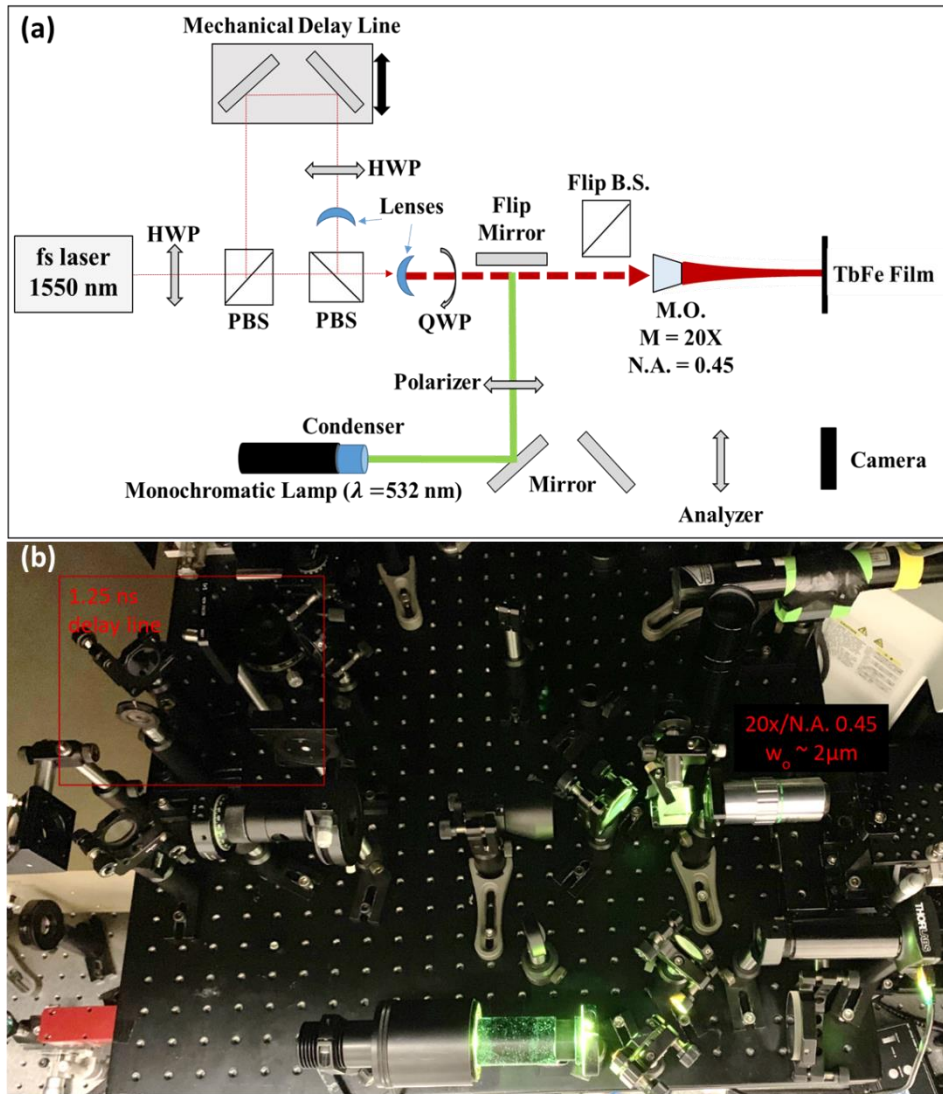 (a)
Mechanical Delay Line
HWP
Flip B.S.
Lenses
Flip
Mirror
HWP
fs laser
1550 nm
TbFe Film
PBS
PBS
QWP
M.O.
M = 20X
N.A. = 0.45
Polarizer
Condenser
Camera
Monochromatic Lamp (λ =532 nm)
Mirror
Analyzer
(b)
1.25 ns
delay line
20x/N.A. 0.45
w_o ~ 2μm
THORLABS